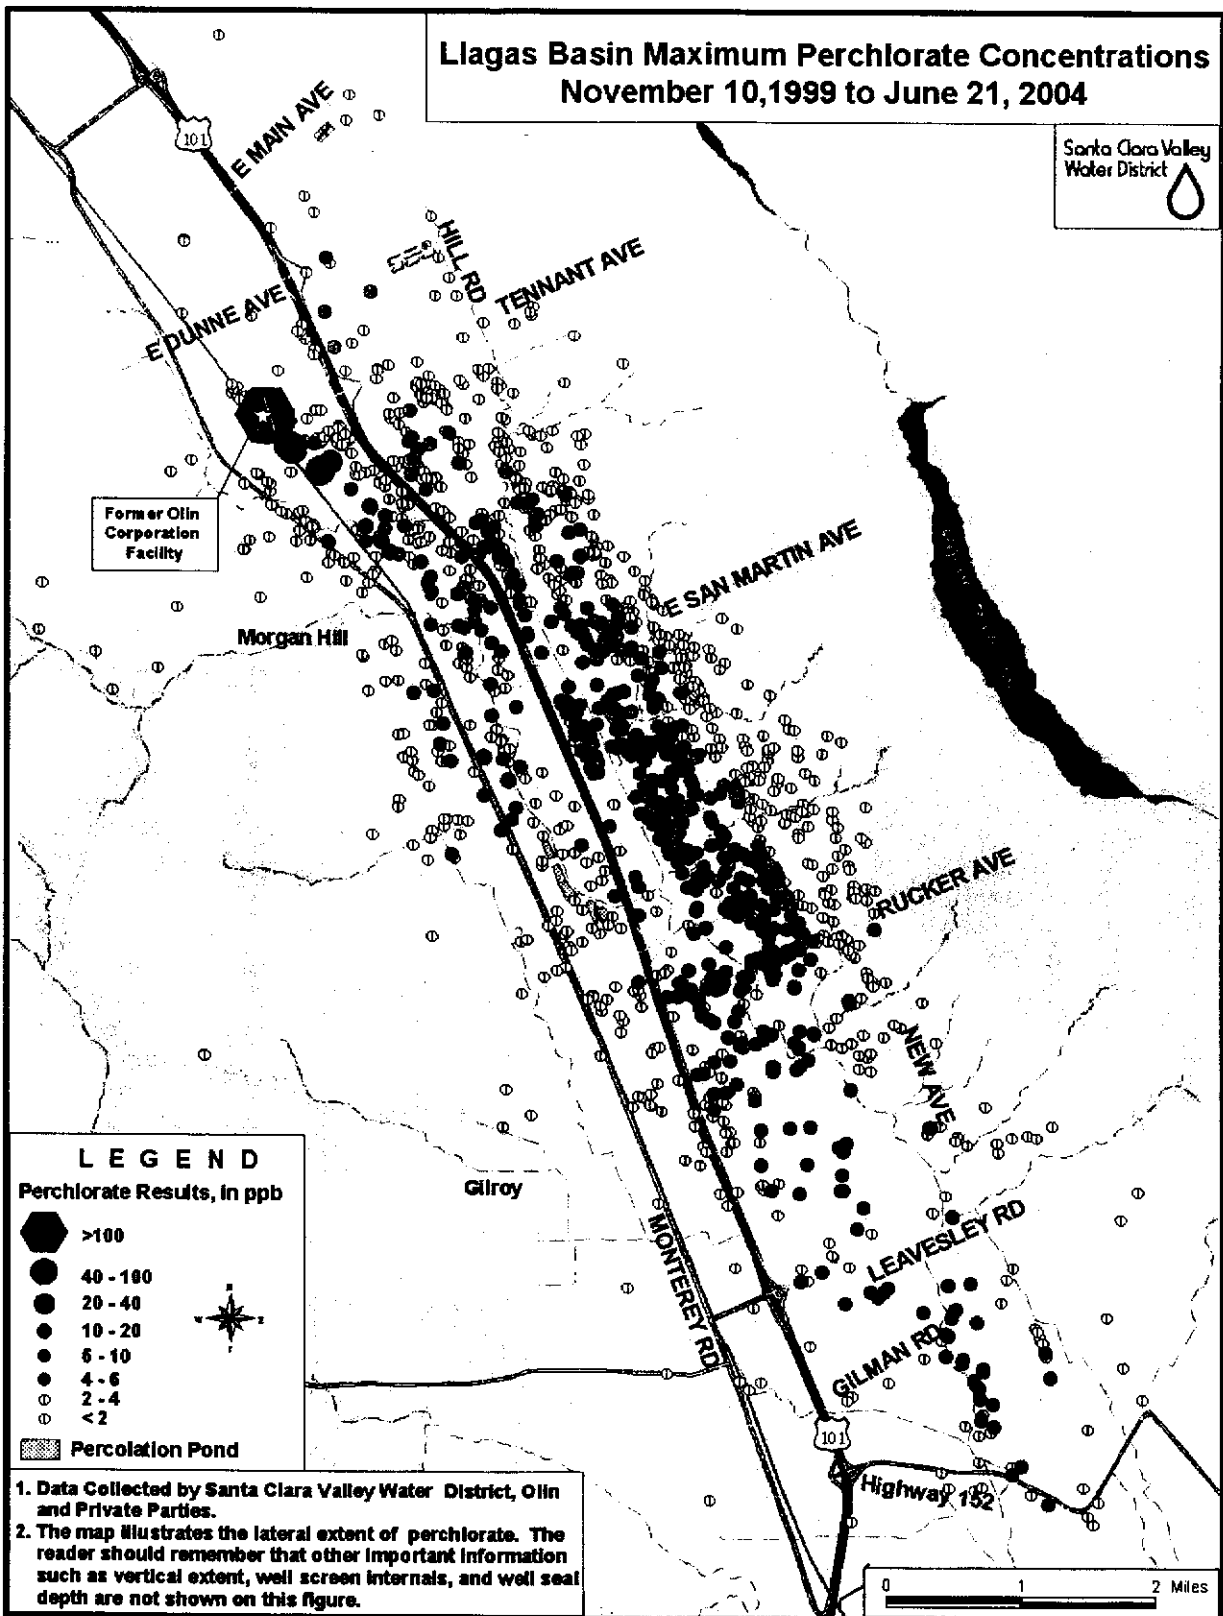 Llagas Basin Maximum Perchlorate Concentrations
November 10,1999 to June 21, 2004
Santa Clara Valley
Water District
101
E MAIN AVE
HILL RD
TENNANT AVE
E DUNNE AVE
Former Olin
Corporation
Facility
E SAN MARTIN AVE
Morgan Hill
RUCKER AVE
NEW AVE
Gilroy
LEAVESLEY RD
MONTEREY RD
GILMAN RD
101
Highway 152
LEGEND
Perchlorate Results, in ppb
>100
40 - 100
20 - 40
10 - 20
5 - 10
4 - 6
2 - 4
< 2
Percolation Pond
1. Data Collected by Santa Clara Valley Water District, Olin
and Private Parties.
2. The map illustrates the lateral extent of perchlorate. The
reader should remember that other important information
such as vertical extent, well screen internals, and well seal
depth are not shown on this figure.
0 1 2 Miles